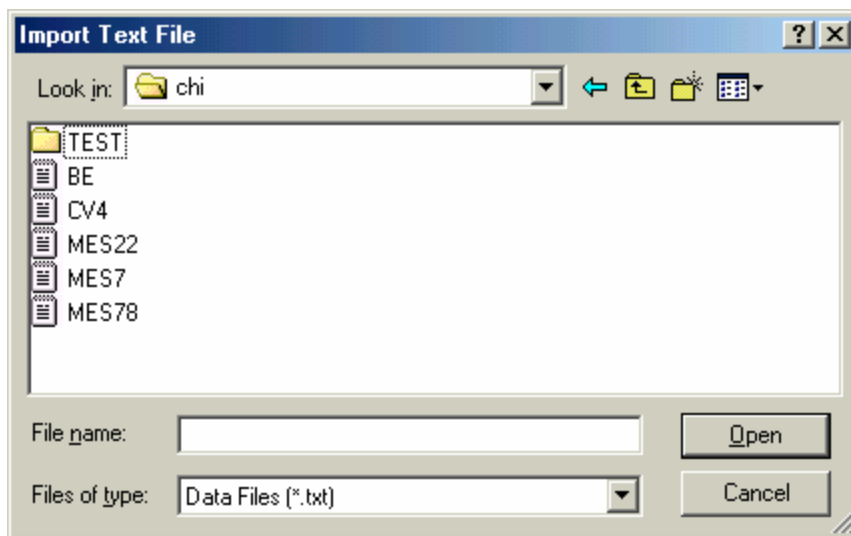 Import Text File
Look in: chi
TEST
BE
CV4
MES22
MES7
MES78
File name: Open
Files of type: Data Files (*.txt) Cancel